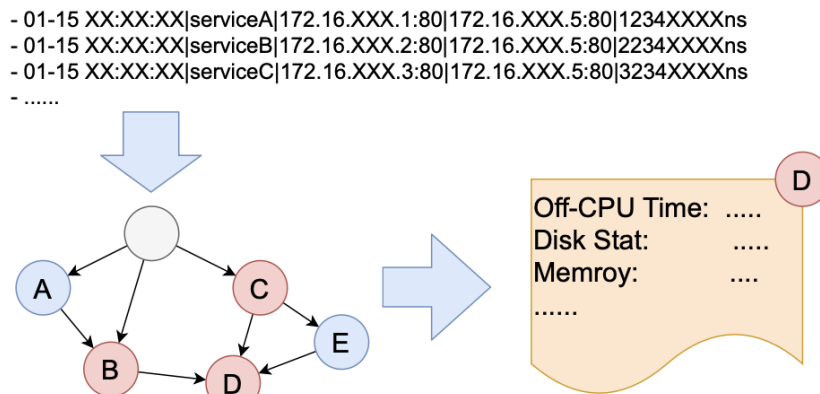 - 01-15 XX:XX:XX|serviceA|172.16.XXX.1:80|172.16.XXX.5:80|1234XXXXns
- 01-15 XX:XX:XX|serviceB|172.16.XXX.2:80|172.16.XXX.5:80|2234XXXXns
- 01-15 XX:XX:XX|serviceC|172.16.XXX.3:80|172.16.XXX.5:80|3234XXXXns
- ......
A
C
E
B
D
D
Off-CPU Time: .....
Disk Stat: .....
Memroy: ....
......